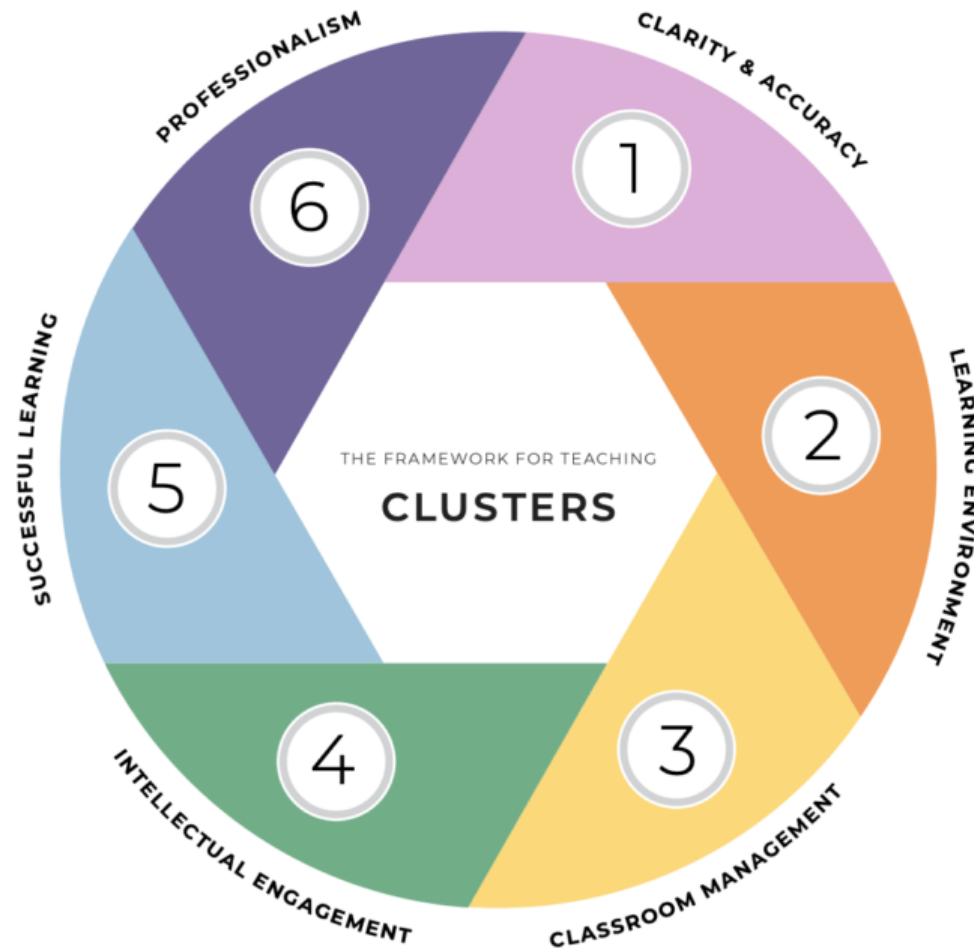 THE FRAMEWORK FOR TEACHING
CLUSTERS
1
CLARITY & ACCURACY
2
LEARNING ENVIRONMENT
3
CLASSROOM MANAGEMENT
4
INTELLECTUAL ENGAGEMENT
5
SUCCESSFUL LEARNING
6
PROFESSIONALISM